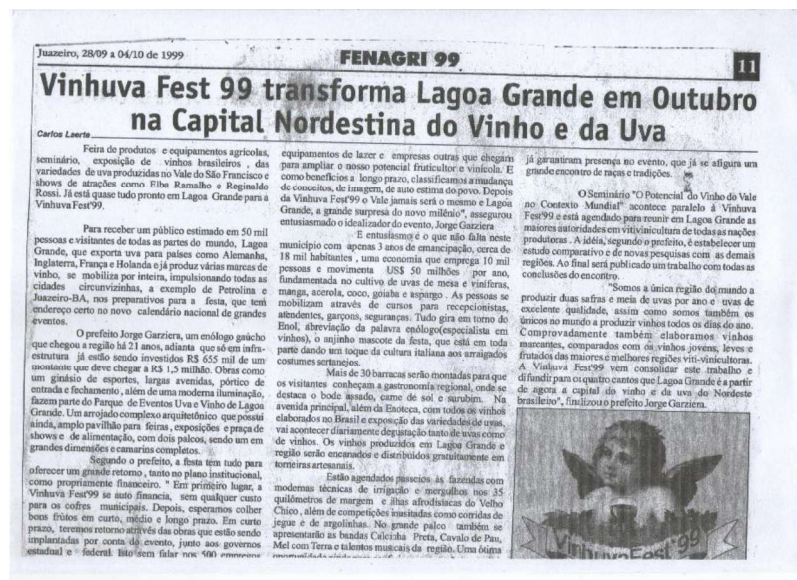 Juazeiro, 28/09 a 04/10 de 1999
FENAGRI 99
11
Vinhuva Fest 99 transforma Lagoa Grande em Outubro
na Capital Nordestina do Vinho e da Uva
Carlos Laerte
Feira de produtos e equipamentos agrícolas,
seminário, exposição de vinhos brasileiros , das
variedades de uva produzidas no Vale do São Francisco e
shows de atrações como Elba Ramalho e Reginaldo
Rossi. Já está quase tudo pronto em Lagoa Grande para a
Vinhuva Fest'99.
Para receber um público estimado em 50 mil
pessoas e visitantes de todas as partes do mundo, Lagoa
Grande, que exporta uva para países como Alemanha,
Inglaterra, França e Holanda e já produz várias marcas de
vinho, se mobiliza por inteira, impulsionando todas as
cidades circunvizinhas, a exemplo de Petrolina e
Juazeiro-BA, nos preparativos para a festa, que tem
endereço certo no novo calendário nacional de grandes
eventos.
O prefeito Jorge Garziera, um enólogo gaúcho
que chegou a região há 21 anos, adianta que só em infra-
estrutura já estão sendo investidos R$ 655 mil de um
montante que deve chegar a R$ 1,5 milhão. Obras como
um ginásio de esportes, largas avenidas, pórtico de
entrada e fechamento , além de uma moderna iluminação,
fazem parte do Parque de Eventos Uva e Vinho de Lagoa
Grande. Um arrojado complexo arquitetônico que possui
ainda, amplo pavilhão para feiras, exposições e praça de
shows e de alimentação, com dois palcos, sendo um em
grandes dimensões e camarins completos.
Segundo o prefeito, a festa tem tudo para
oferecer um grande retorno , tanto no plano institucional,
como propriamente financeiro. " Em primeiro lugar, a
Vinhuva Fest'99 se auto financia, sem qualquer custo
para os cofres municipais. Depois, esperamos colher
bons frutos em curto, médio e longo prazo. Em curto
prazo, teremos retorno através das obras que estão sendo
implantadas por conta do evento, junto aos governos
estadual e federal. Isto sem falar nos 500 empregos
equipamentos de lazer e empresas outras que chegam
para ampliar o nosso potencial fruticultor e vinícola. E
como benefícios a longo prazo, classificamos a mudança
de conceitos, de imagem, de auto estima do povo. Depois
da Vinhuva Fest'99 o Vale jamais será o mesmo e Lagoa
Grande, a grande surpresa do novo milênio", assegurou
entusiasmado o idealizador do evento, Jorge Garziera
E entusiasmo é o que não falta neste
município com apenas 3 anos de emancipação, cerca de
18 mil habitantes , uma economia que emprega 10 mil
pessoas e movimenta US$ 50 milhões por ano,
fundamentada no cultivo de uvas de mesa e viníferas,
manga, acerola, coco, goiaba e aspargo . As pessoas se
mobilizam através de cursos para recepcionistas,
atendentes, garçons, seguranças. Tudo gira em torno do
Enol, abreviação da palavra enólogo(especialista em
vinhos), o anjinho mascote da festa, que está em toda
parte dando um toque da cultura italiana aos arraigados
costumes sertanejos.
Mais de 30 barracas serão montadas para que
os visitantes conheçam a gastronomia regional, onde se
destaca o bode assado, carne de sol e surubim. Na
avenida principal, além da Enoteca, com todos os vinhos
elaborados no Brasil e exposição das variedades de uvas,
vai acontecer diariamente degustação tanto de uvas como
de vinhos. Os vinhos produzidos em Lagoa Grande e
região serão encanados e distribuídos gratuitamente em
torneiras artesanais.
Estão agendados passeios às fazendas com
modernas técnicas de irrigação e mergulhos nos 35
quilômetros de margem e ilhas afrodisíacas do Velho
Chico, além de competições inusitadas como corridas de
jegue e de argolinhas. No grande palco também se
apresentarão as bandas Calcinha Preta, Cavalo de Pau,
Mel com Terra e talentos musicais da região. Uma ótima
já garantiram presença no evento, que já se afigura um
grande encontro de raças e tradições.
O Seminário "O Potencial do Vinho do Vale
no Contexto Mundial" acontece paralelo à Vinhuva
Fest'99 e está agendado para reunir em Lagoa Grande as
maiores autoridades em vitivinicultura de todas as nações
produtoras . A idéia, segundo o prefeito, é estabelecer um
estudo comparativo e de novas pesquisas com as demais
regiões. Ao final será publicado um trabalho com todas as
conclusões do encontro.
"Somos a única região do mundo a
produzir duas safras e meia de uvas por ano e uvas de
excelente qualidade, assim como somos também os
únicos no mundo a produzir vinhos todos os dias do ano.
Comprovadamente também elaboramos vinhos
marcantes, comparados com os vinhos jovens, leves e
frutados das maiores e melhores regiões viti-viniculturas.
A Vinhuva Fest'99 vem consolidar este trabalho e
difundir para os quatro cantos que Lagoa Grande é a partir
de agora a capital do vinho e da uva do Nordeste
brasileiro", finalizou o prefeito Jorge Garziera.
VinhuvaFest'99